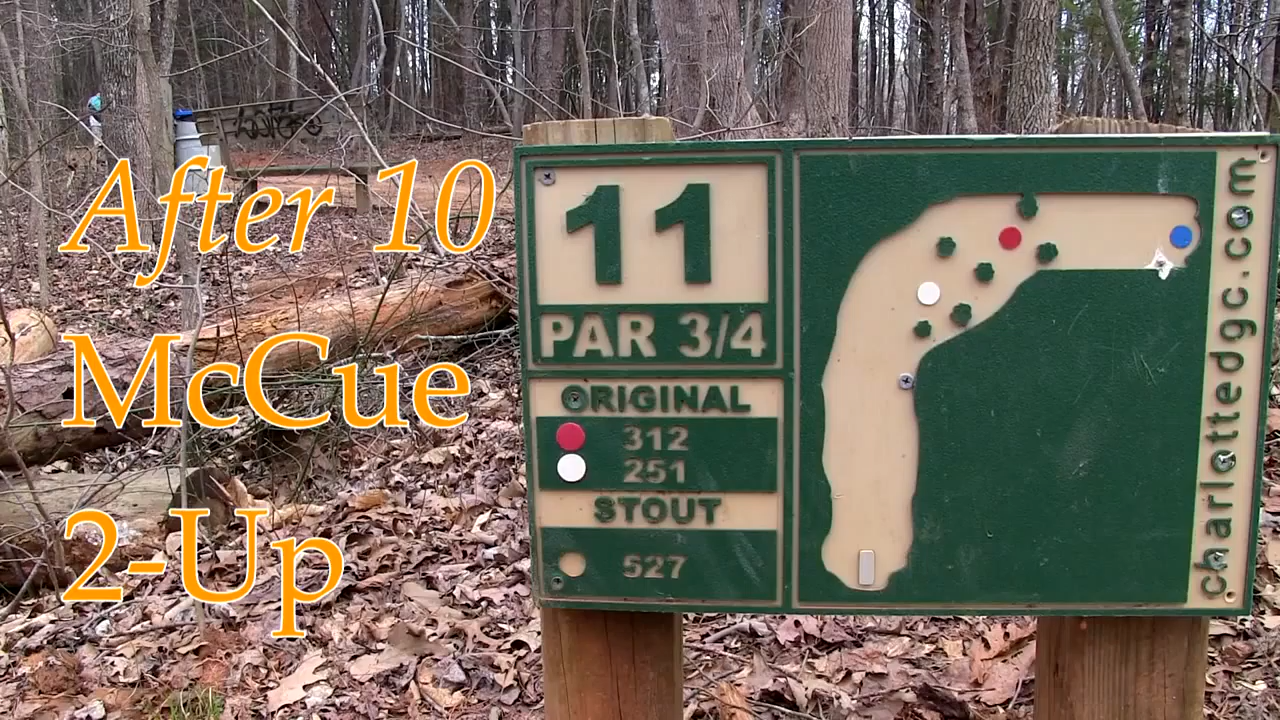 After 10
McCue
2-Up
11
PAR 3/4
ORIGINAL
312
251
STOUT
527
charlottedgc.com